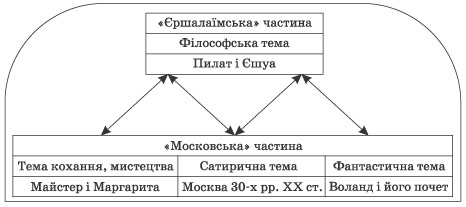 «Єршалаїмська» частина
Філософська тема
Пилат і Єшуа
«Московська» частина
Тема кохання, мистецтва Сатирична тема Фантастична тема
Майстер і Маргарита Москва 30-х рр. XX ст. Воланд і його почет